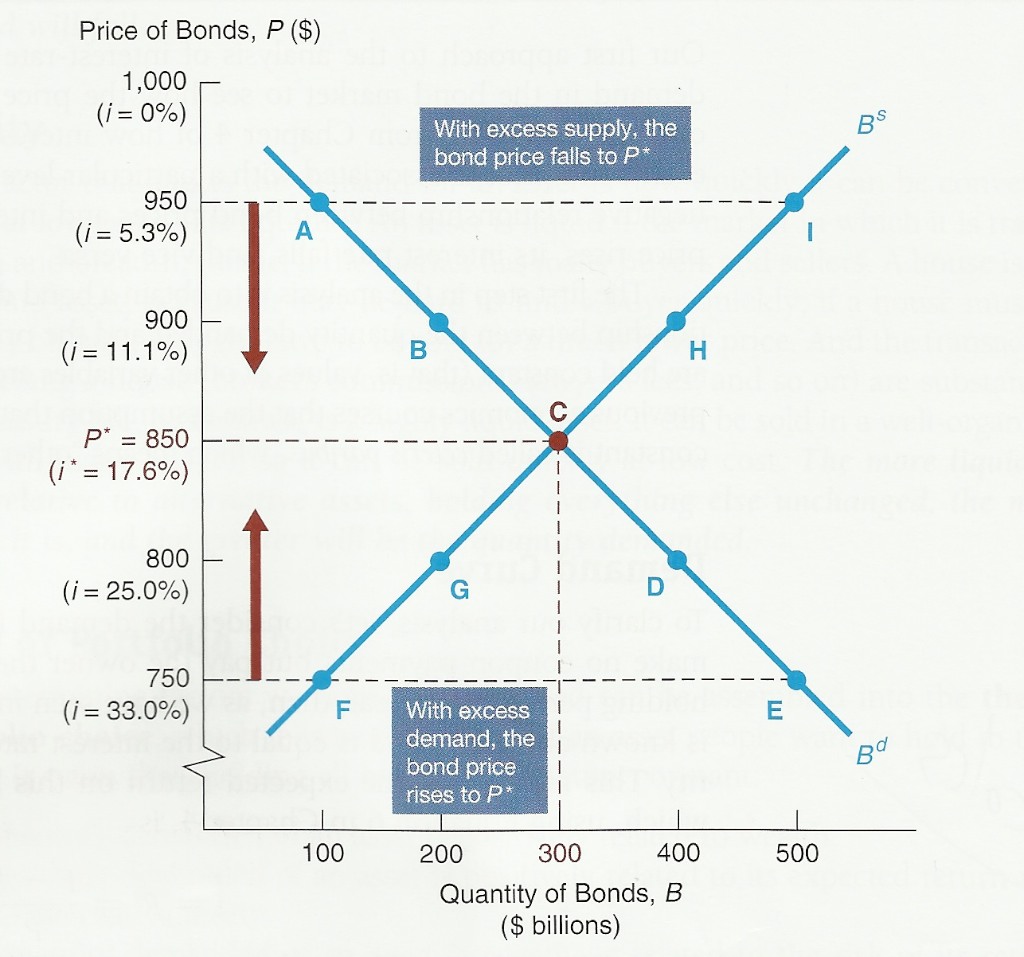 Price of Bonds, P ($)
1,000
(i = 0%)
With excess supply, the
bond price falls to P*
Bˢ
950
(i = 5.3%)
A
I
900
(i = 11.1%)
B
H
C
P* = 850
(i* = 17.6%)
800
(i = 25.0%)
G
D
750
(i = 33.0%)
F
E
With excess
demand, the
bond price
rises to P*
Bᵈ
100
200
300
400
500
Quantity of Bonds, B
($ billions)